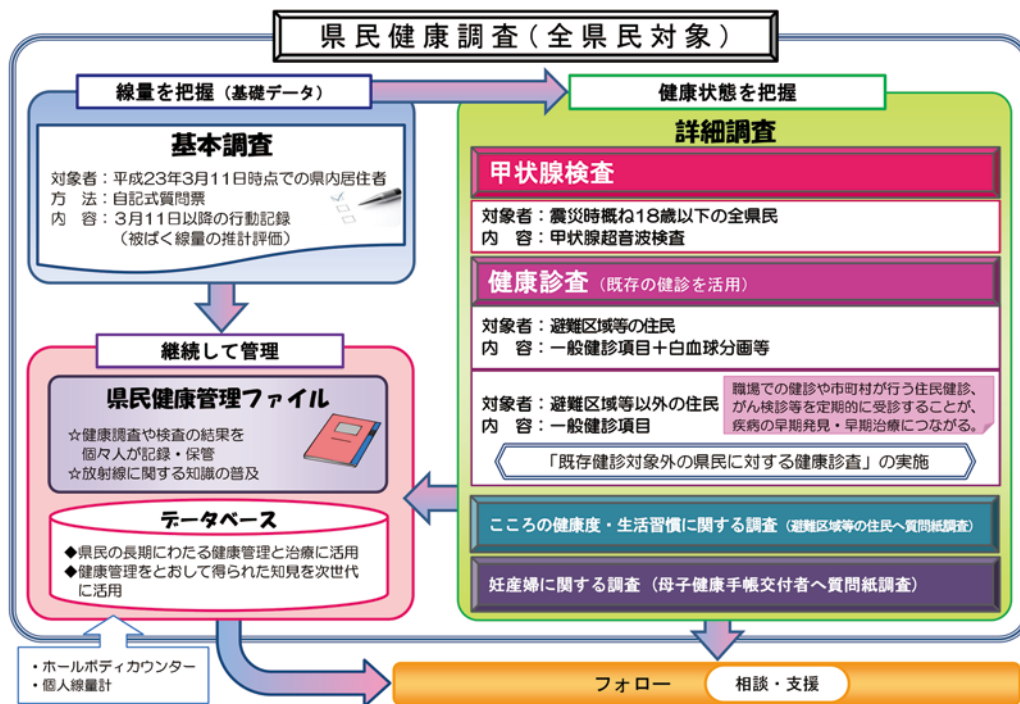 県民健康調査(全県民対象)
線量を把握(基礎データ)
基本調査
対象者:平成23年3月11日時点での県内居住者
方 法:自記式質問票
内 容:3月11日以降の行動記録
(被ばく線量の推計評価)
継続して管理
県民健康管理ファイル
☆健康調査や検査の結果を
個々人が記録・保管
☆放射線に関する知識の普及
データベース
◆県民の長期にわたる健康管理と治療に活用
◆健康管理をとおして得られた知見を次世代
に活用
・ホールボディカウンター
・個人線量計
健康状態を把握
詳細調査
甲状腺検査
対象者:震災時概ね18歳以下の全県民
内 容:甲状腺超音波検査
健康診査(既存の健診を活用)
対象者:避難区域等の住民
内 容:一般健診項目+白血球分画等
対象者:避難区域等以外の住民
内 容:一般健診項目
職場での健診や市町村が行う住民健診、
がん検診等を定期的に受診することが、
疾病の早期発見・早期治療につながる。
「既存健診対象外の県民に対する健康診査」の実施
こころの健康度・生活習慣に関する調査(避難区域等の住民へ質問紙調査)
妊産婦に関する調査(母子健康手帳交付者へ質問紙調査)
フォロー 相談・支援